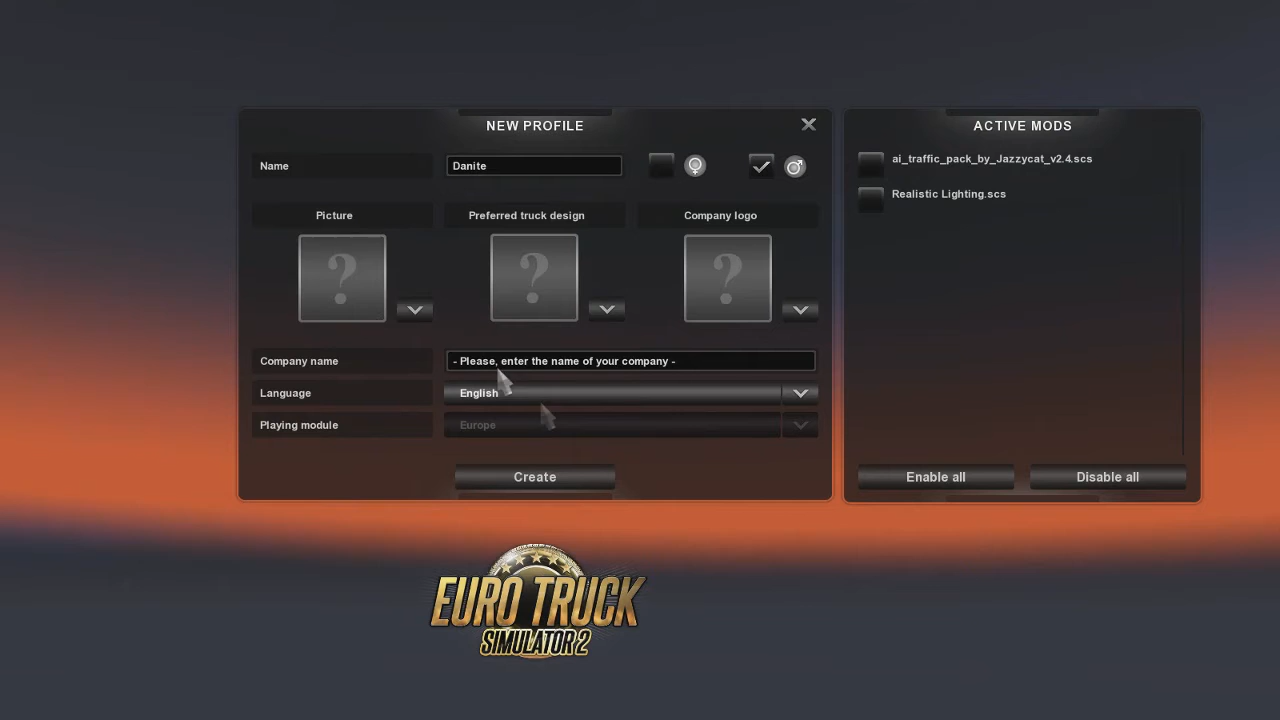 NEW PROFILE
Name
Danite
Picture
Preferred truck design
Company logo
?
?
?
Company name
- Please, enter the name of your company -
Language
English
Playing module
Europe
Create
ACTIVE MODS
ai_traffic_pack_by_Jazzycat_v2.4.scs
Realistic Lighting.scs
Enable all
Disable all
EURO TRUCK
SIMULATOR 2